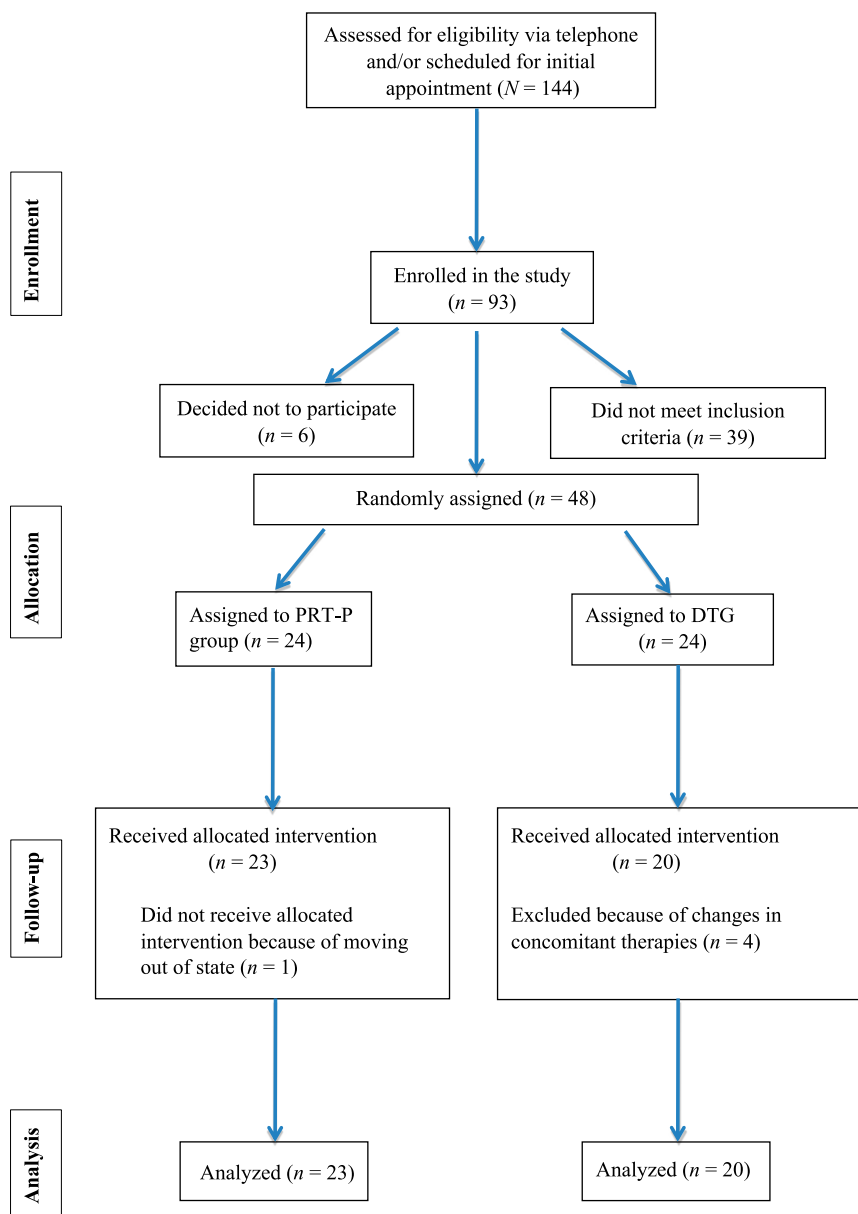 Assessed for eligibility via telephone
and/or scheduled for initial
appointment (N = 144)
Enrollment
Enrolled in the study
(n = 93)
Decided not to participate
(n = 6)
Did not meet inclusion
criteria (n = 39)
Randomly assigned (n = 48)
Allocation
Assigned to PRT-P
group (n = 24)
Assigned to DTG
(n = 24)
Follow-up
Received allocated intervention
(n = 23)
Did not receive allocated
intervention because of moving
out of state (n = 1)
Received allocated intervention
(n = 20)
Excluded because of changes in
concomitant therapies (n = 4)
Analysis
Analyzed (n = 23)
Analyzed (n = 20)